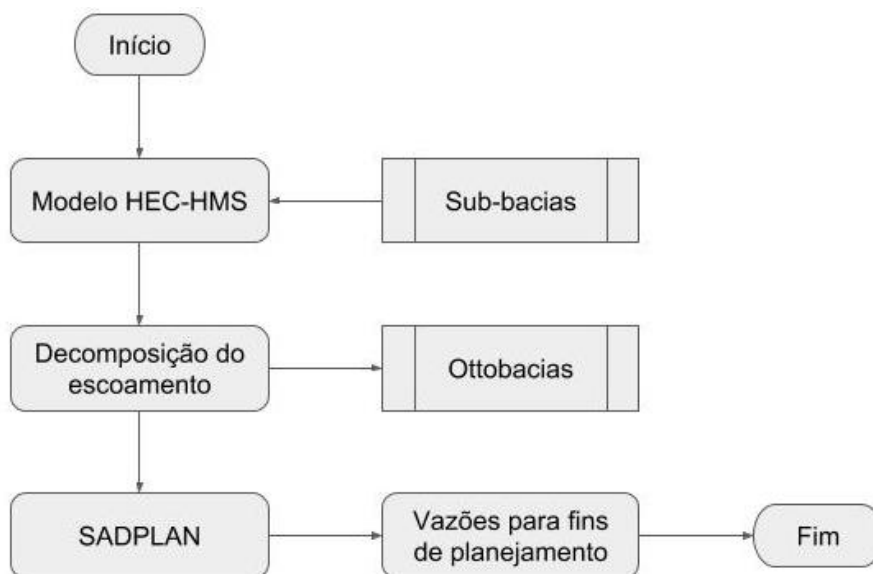 Início
Modelo HEC-HMS
Sub-bacias
Decomposição do
escoamento
Ottobacias
SADPLAN
Vazões para fins
de planejamento
Fim